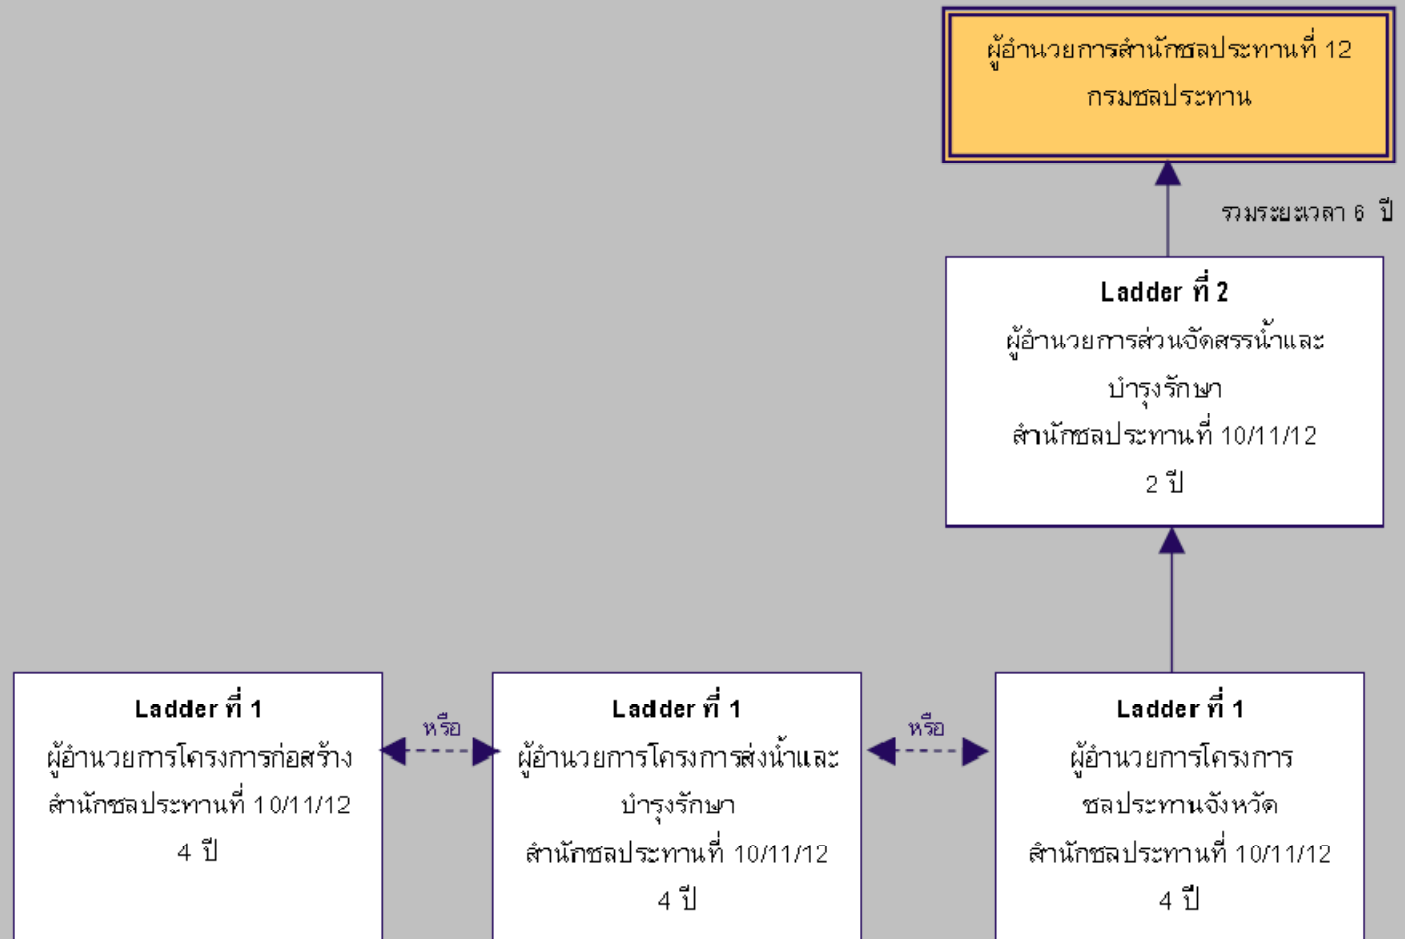 ผู้อำนวยการสำนักชลประทานที่ 12
กรมชลประทาน
รวมระยะเวลา 6 ปี
Ladder ที่ 2
ผู้อำนวยการส่วนจัดสรรน้ำและ
บำรุงรักษา
สำนักชลประทานที่ 10/11/12
2 ปี
Ladder ที่ 1
ผู้อำนวยการโครงการก่อสร้าง
สำนักชลประทานที่ 10/11/12
4 ปี
หรือ
Ladder ที่ 1
ผู้อำนวยการโครงการส่งน้ำและ
บำรุงรักษา
สำนักชลประทานที่ 10/11/12
4 ปี
หรือ
Ladder ที่ 1
ผู้อำนวยการโครงการ
ชลประทานจังหวัด
สำนักชลประทานที่ 10/11/12
4 ปี